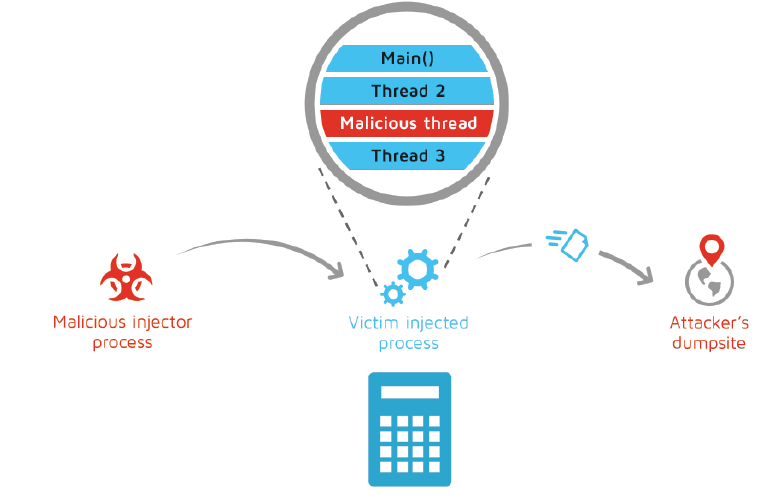 Main()
Thread 2
Malicious thread
Thread 3
Malicious injector
process
Victim injected
process
Attacker's
dumpsite